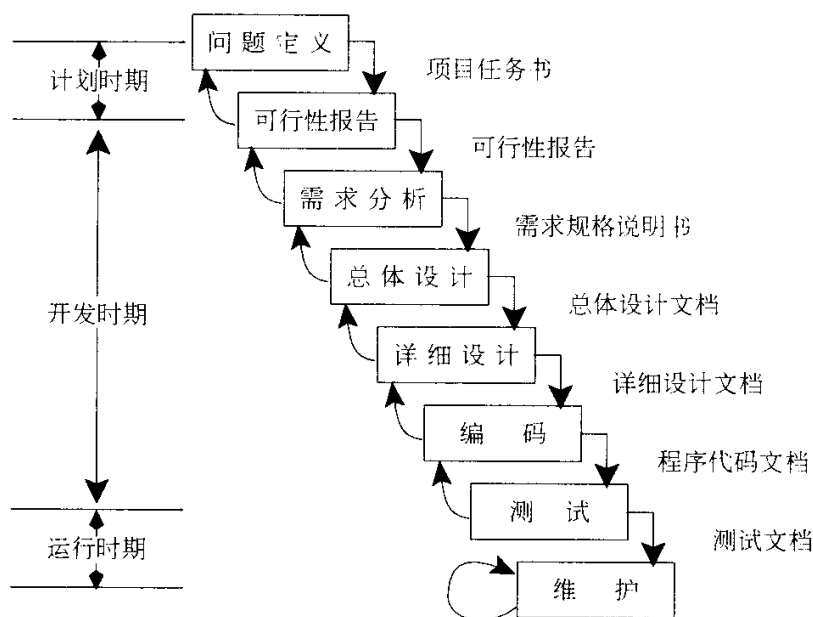 问题定义
项目任务书
计划时期
可行性报告
可行性报告
需求分析
需求规格说明书
总体设计
开发时期
总体设计文档
详细设计
详细设计文档
编码
程序代码文档
测试
运行时期
测试文档
维护